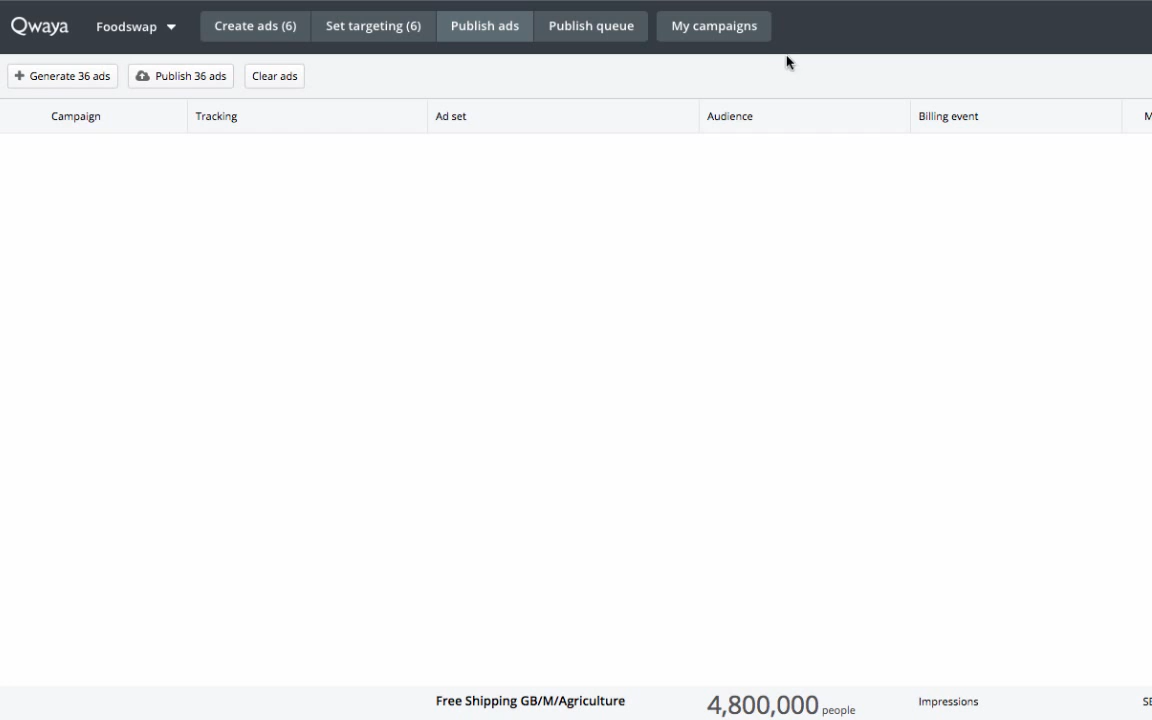 Qwaya Foodswap Create ads (6) Set targeting (6) Publish ads Publish queue My campaigns
Generate 36 ads Publish 36 ads Clear ads
Campaign Tracking Ad set Audience Billing event
Free Shipping GB/M/Agriculture 4,800,000 people Impressions